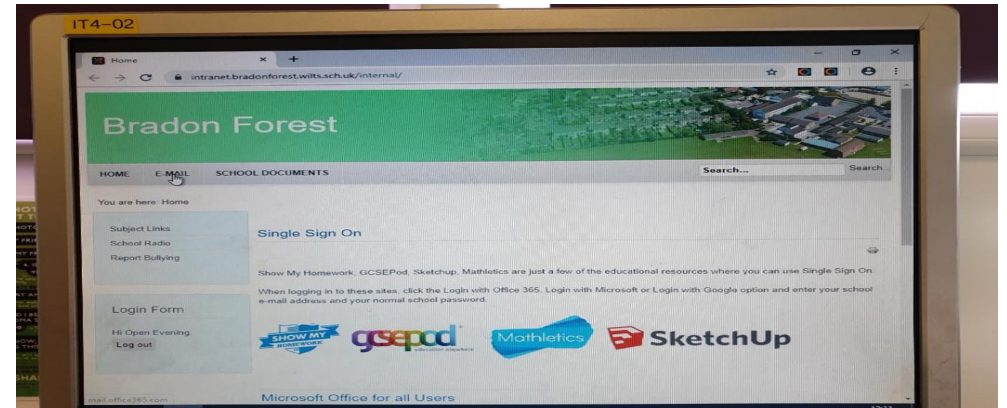 IT4-02
Home
intranet.bradonforest.wilts.sch.uk/internal/
Bradon Forest
HOME E-MAIL SCHOOL DOCUMENTS
Search... Search
You are here: Home
Subject Links
School Radio
Report Bullying
Single Sign On
Show My Homework, GCSEPod, Sketchup, Mathletics are just a few of the educational resources where you can use Single Sign On.
When logging in to these sites, click the Login with Office 365, Login with Microsoft or Login with Google option and enter your school
e-mail address and your normal school password.
Login Form
Hi Open Evening,
Log out
SHOW MY
HOMEWORK
gcsepod
education anywhere
Mathletics
SketchUp
Microsoft Office for all Users
mail.office365.com